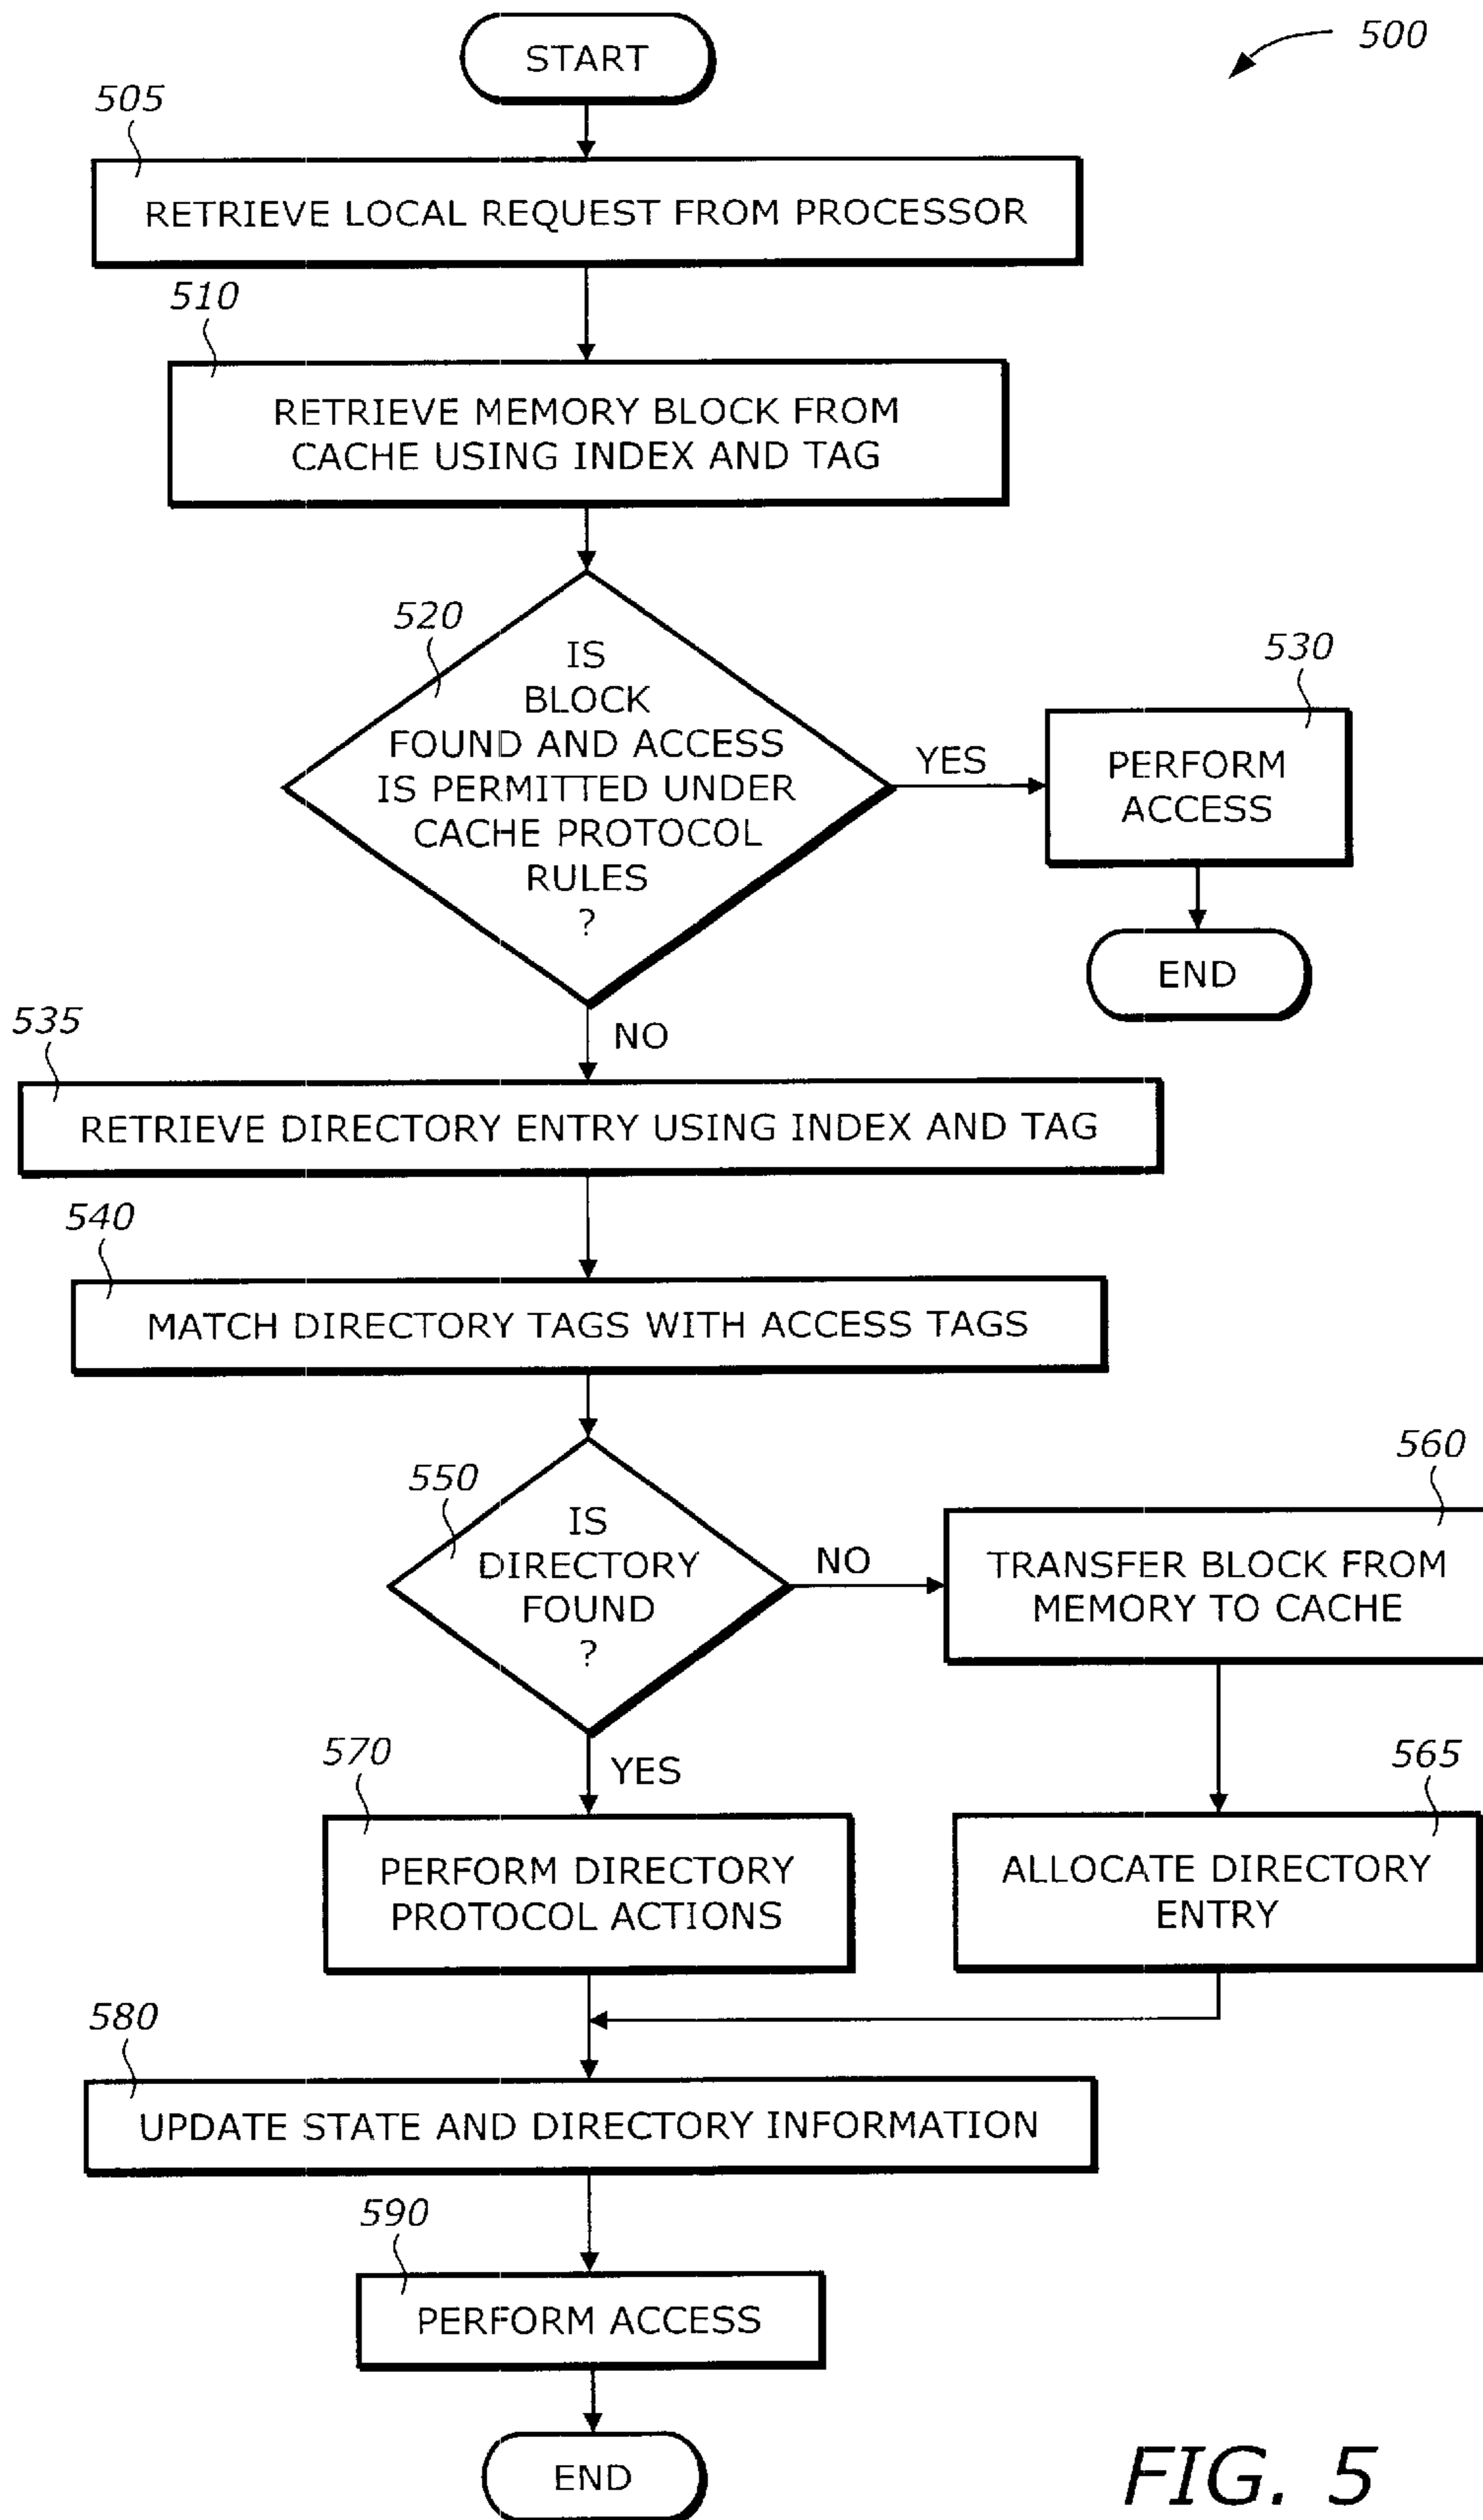 START
500
505
RETRIEVE LOCAL REQUEST FROM PROCESSOR
510
RETRIEVE MEMORY BLOCK FROM
CACHE USING INDEX AND TAG
520
IS
BLOCK
FOUND AND ACCESS
IS PERMITTED UNDER
CACHE PROTOCOL
RULES
?
YES
530
PERFORM
ACCESS
END
NO
535
RETRIEVE DIRECTORY ENTRY USING INDEX AND TAG
540
MATCH DIRECTORY TAGS WITH ACCESS TAGS
550
IS
DIRECTORY
FOUND
?
NO
560
TRANSFER BLOCK FROM
MEMORY TO CACHE
YES
570
PERFORM DIRECTORY
PROTOCOL ACTIONS
565
ALLOCATE DIRECTORY
ENTRY
580
UPDATE STATE AND DIRECTORY INFORMATION
590
PERFORM ACCESS
END
FIG. 5